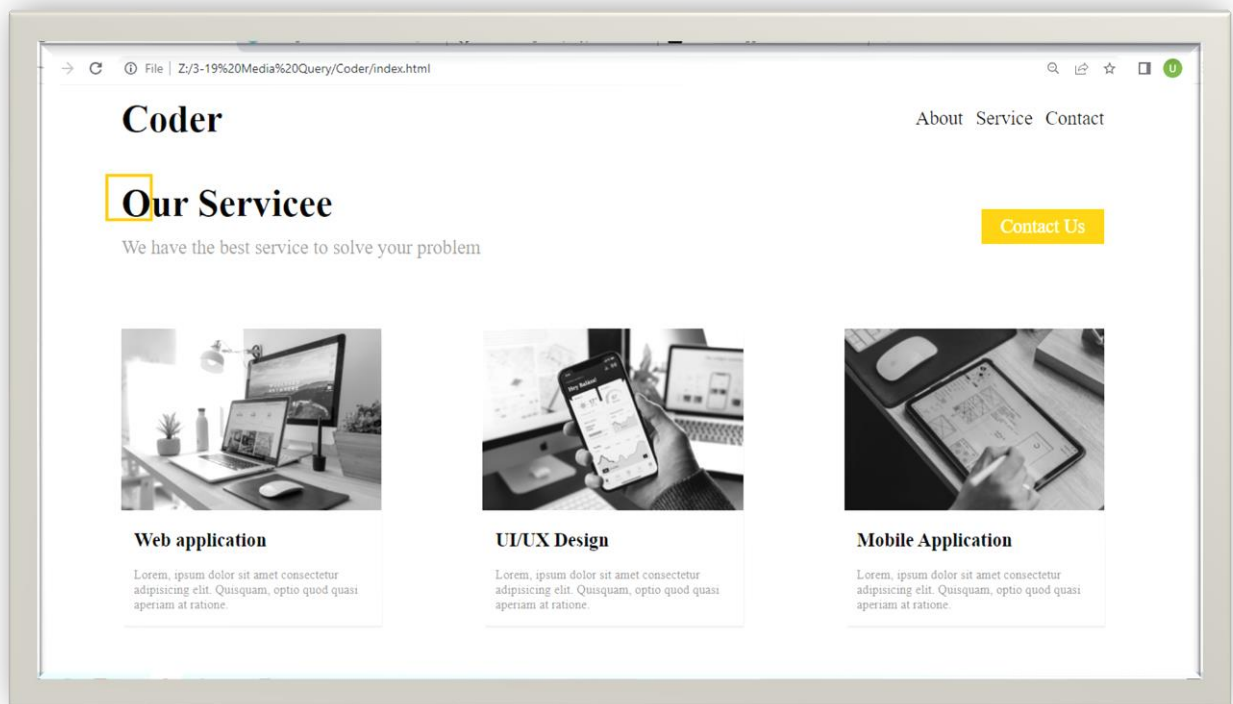 File | Z:/3-19%20Media%20Query/Coder/index.html
U
Coder
About Service Contact
Our Servicee
We have the best service to solve your problem
Contact Us
Web application
Lorem, ipsum dolor sit amet consectetur
adipisicing elit. Quisquam, optio quod quasi
aperiam at ratione.
UI/UX Design
Lorem, ipsum dolor sit amet consectetur
adipisicing elit. Quisquam, optio quod quasi
aperiam at ratione.
Mobile Application
Lorem, ipsum dolor sit amet consectetur
adipisicing elit. Quisquam, optio quod quasi
aperiam at ratione.